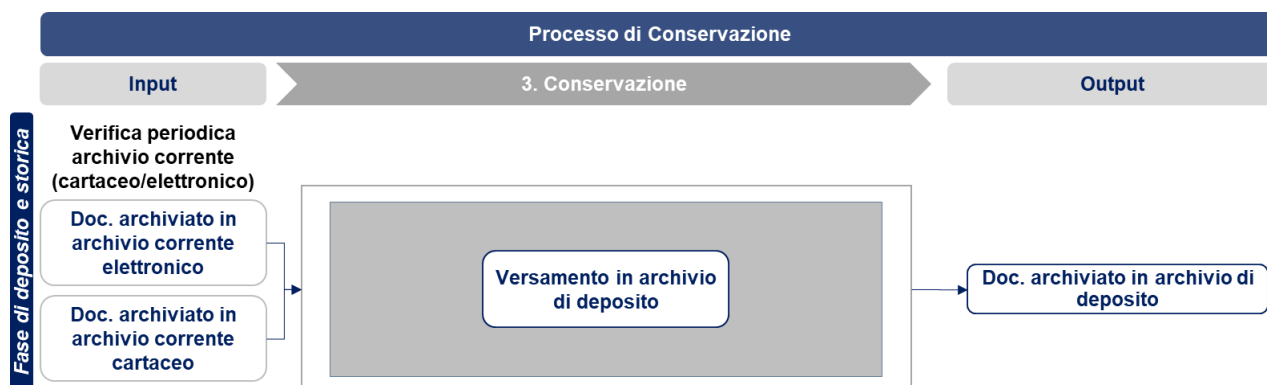 Processo di Conservazione
Input
3. Conservazione
Output
Fase di deposito e storica
Verifica periodica
archivio corrente
(cartaceo/elettronico)
Doc. archiviato in
archivio corrente
elettronico
Doc. archiviato in
archivio corrente
cartaceo
Versamento in archivio
di deposito
Doc. archiviato in archivio di
deposito